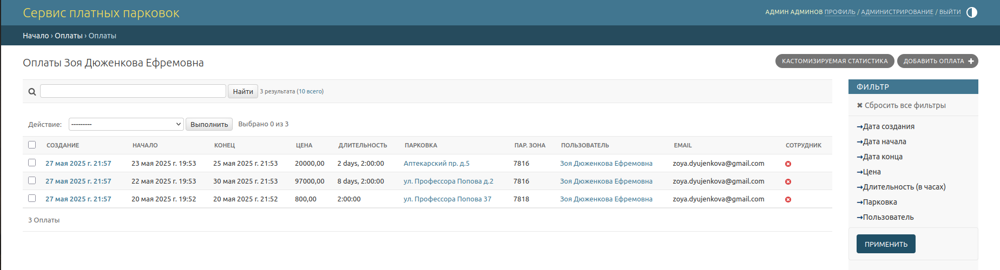 Сервис платных парковок
АДМИН АДМИНОВ ПРОФИЛЬ / АДМИНИСТРИРОВАНИЕ / ВЫЙТИ
Начало › Оплаты › Оплаты
Оплаты Зоя Дюженкова Ефремовна
КАСТОМИЗИРУЕМАЯ СТАТИСТИКА
ДОБАВИТЬ ОПЛАТА
Найти 3 результата (10 всего)
Действие: --------- Выполнить Выбрано 0 из 3
СОЗДАНИЕ НАЧАЛО КОНЕЦ ЦЕНА ДЛИТЕЛЬНОСТЬ ПАРКОВКА ПАР. ЗОНА ПОЛЬЗОВАТЕЛЬ EMAIL СОТРУДНИК
27 мая 2025 г. 21:57 23 мая 2025 г. 19:53 25 мая 2025 г. 21:53 20000,00 2 days, 2:00:00 Аптекарский пр. д.5 7816 Зоя Дюженкова Ефремовна zoya.dyujenkova@gmail.com
27 мая 2025 г. 21:57 22 мая 2025 г. 19:53 30 мая 2025 г. 21:53 97000,00 8 days, 2:00:00 ул. Профессора Попова д.2 7816 Зоя Дюженкова Ефремовна zoya.dyujenkova@gmail.com
27 мая 2025 г. 21:57 20 мая 2025 г. 19:52 20 мая 2025 г. 21:52 800,00 2:00:00 ул. Профессора Попова 37 7818 Зоя Дюженкова Ефремовна zoya.dyujenkova@gmail.com
3 Оплаты
ФИЛЬТР
✖ Сбросить все фильтры
→Дата создания
→Дата начала
→Дата конца
→Цена
→Длительность (в часах)
→Парковка
→Пользователь
ПРИМЕНИТЬ